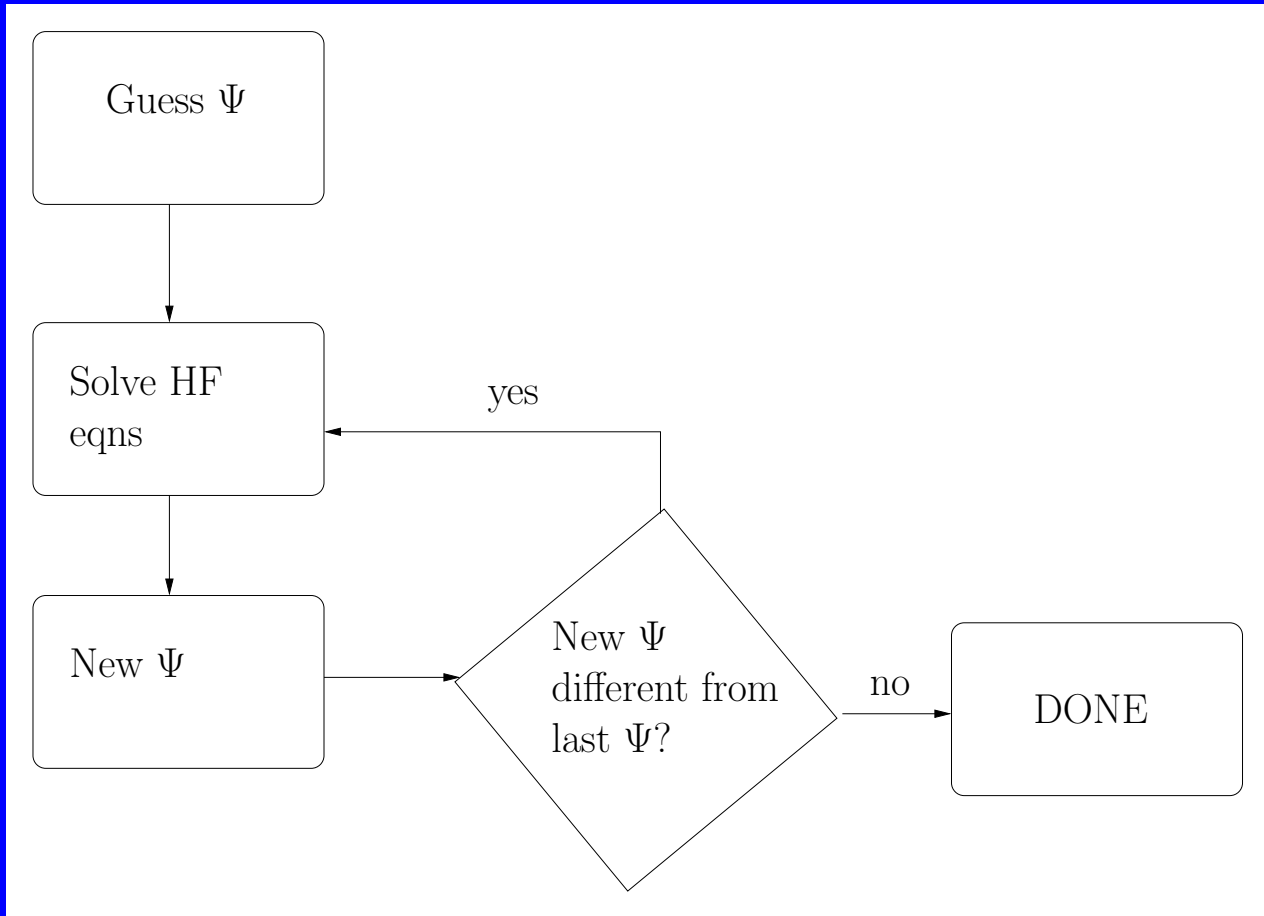 Guess Ψ
Solve HF
eqns
yes
New Ψ
New Ψ
different from
last Ψ?
no
DONE